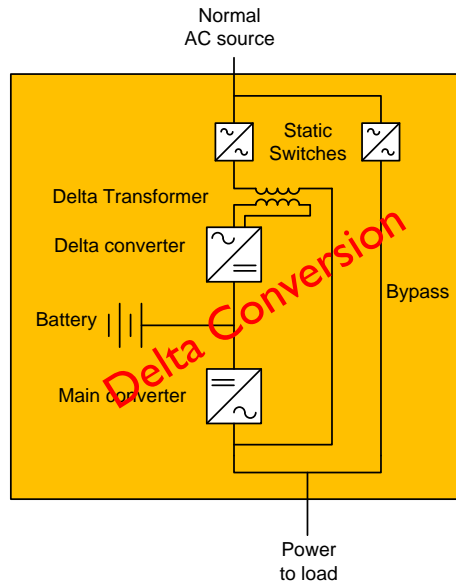 Normal
AC source
Static
Switches
Delta Transformer
Delta converter
Battery
Bypass
Main converter
Delta Conversion
Power
to load